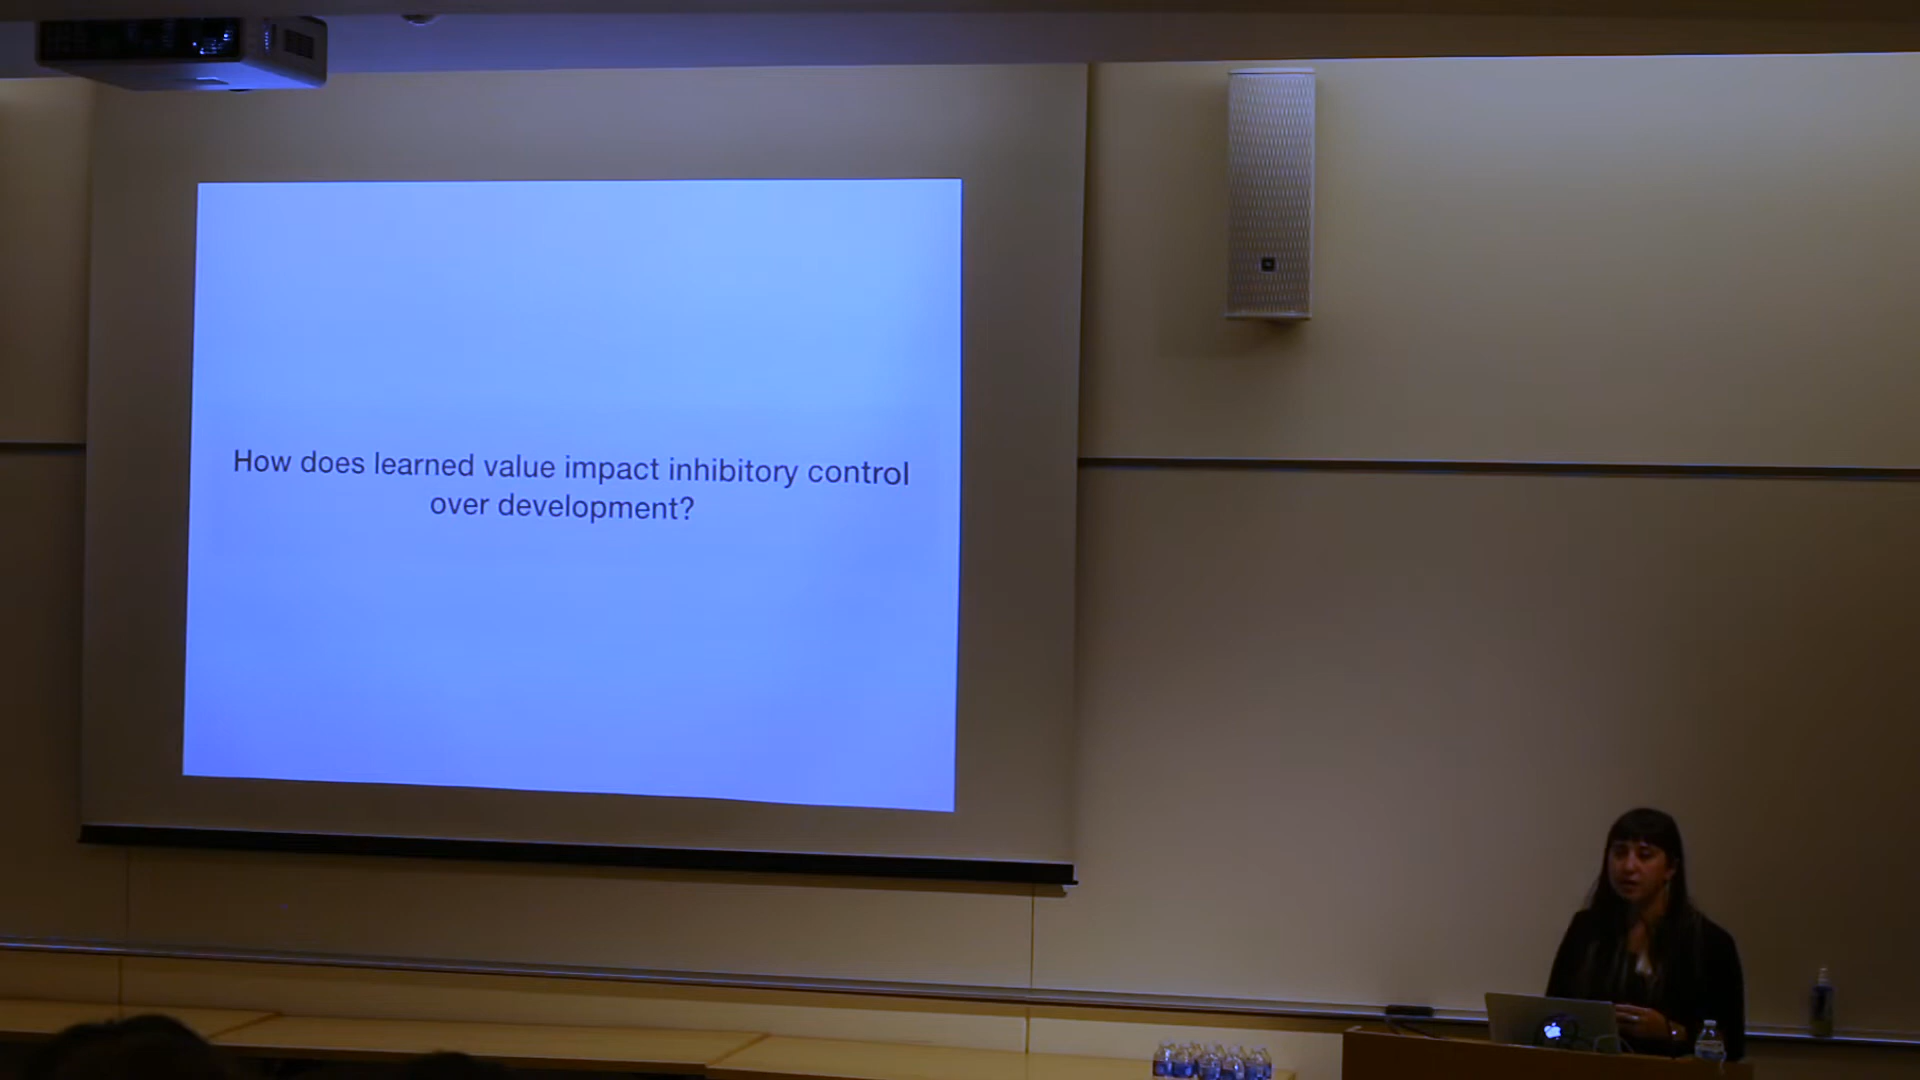 How does learned value impact inhibitory control
over development?